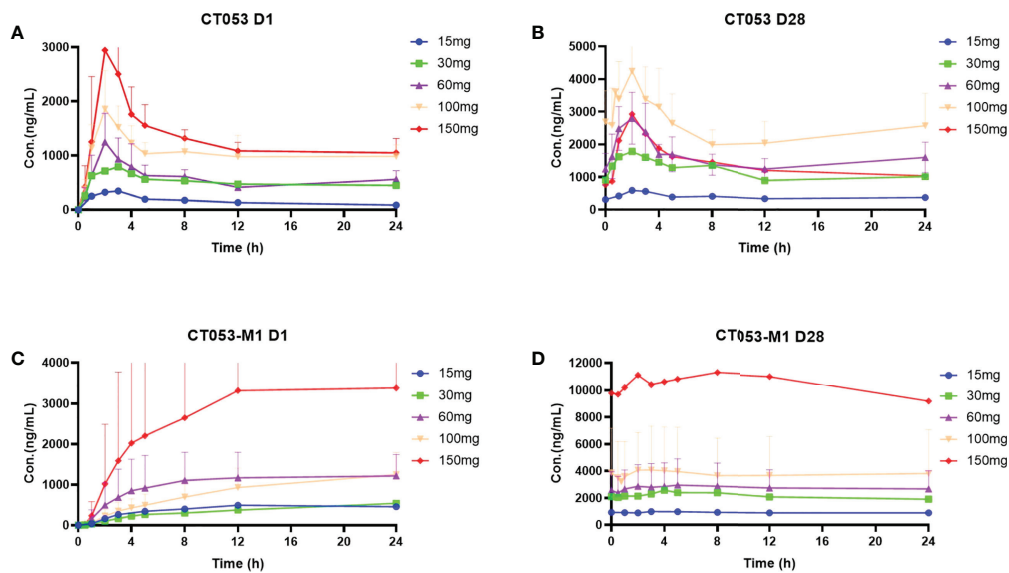 A
CT053 D1
Con.(ng/mL)
3000
2000
1000
0
0 4 8 12 16 20 24
Time (h)
15mg
30mg
60mg
100mg
150mg
B
CT053 D28
Con.(ng/mL)
5000
4000
3000
2000
1000
0
0 4 8 12 16 20 24
Time (h)
15mg
30mg
60mg
100mg
150mg
C
CT053-M1 D1
Con.(ng/mL)
4000
3000
2000
1000
0
0 4 8 12 16 20 24
Time (h)
15mg
30mg
60mg
100mg
150mg
D
CT053-M1 D28
Con.(ng/mL)
12000
10000
8000
6000
4000
2000
0
0 4 8 12 16 20 24
Time (h)
15mg
30mg
60mg
100mg
150mg